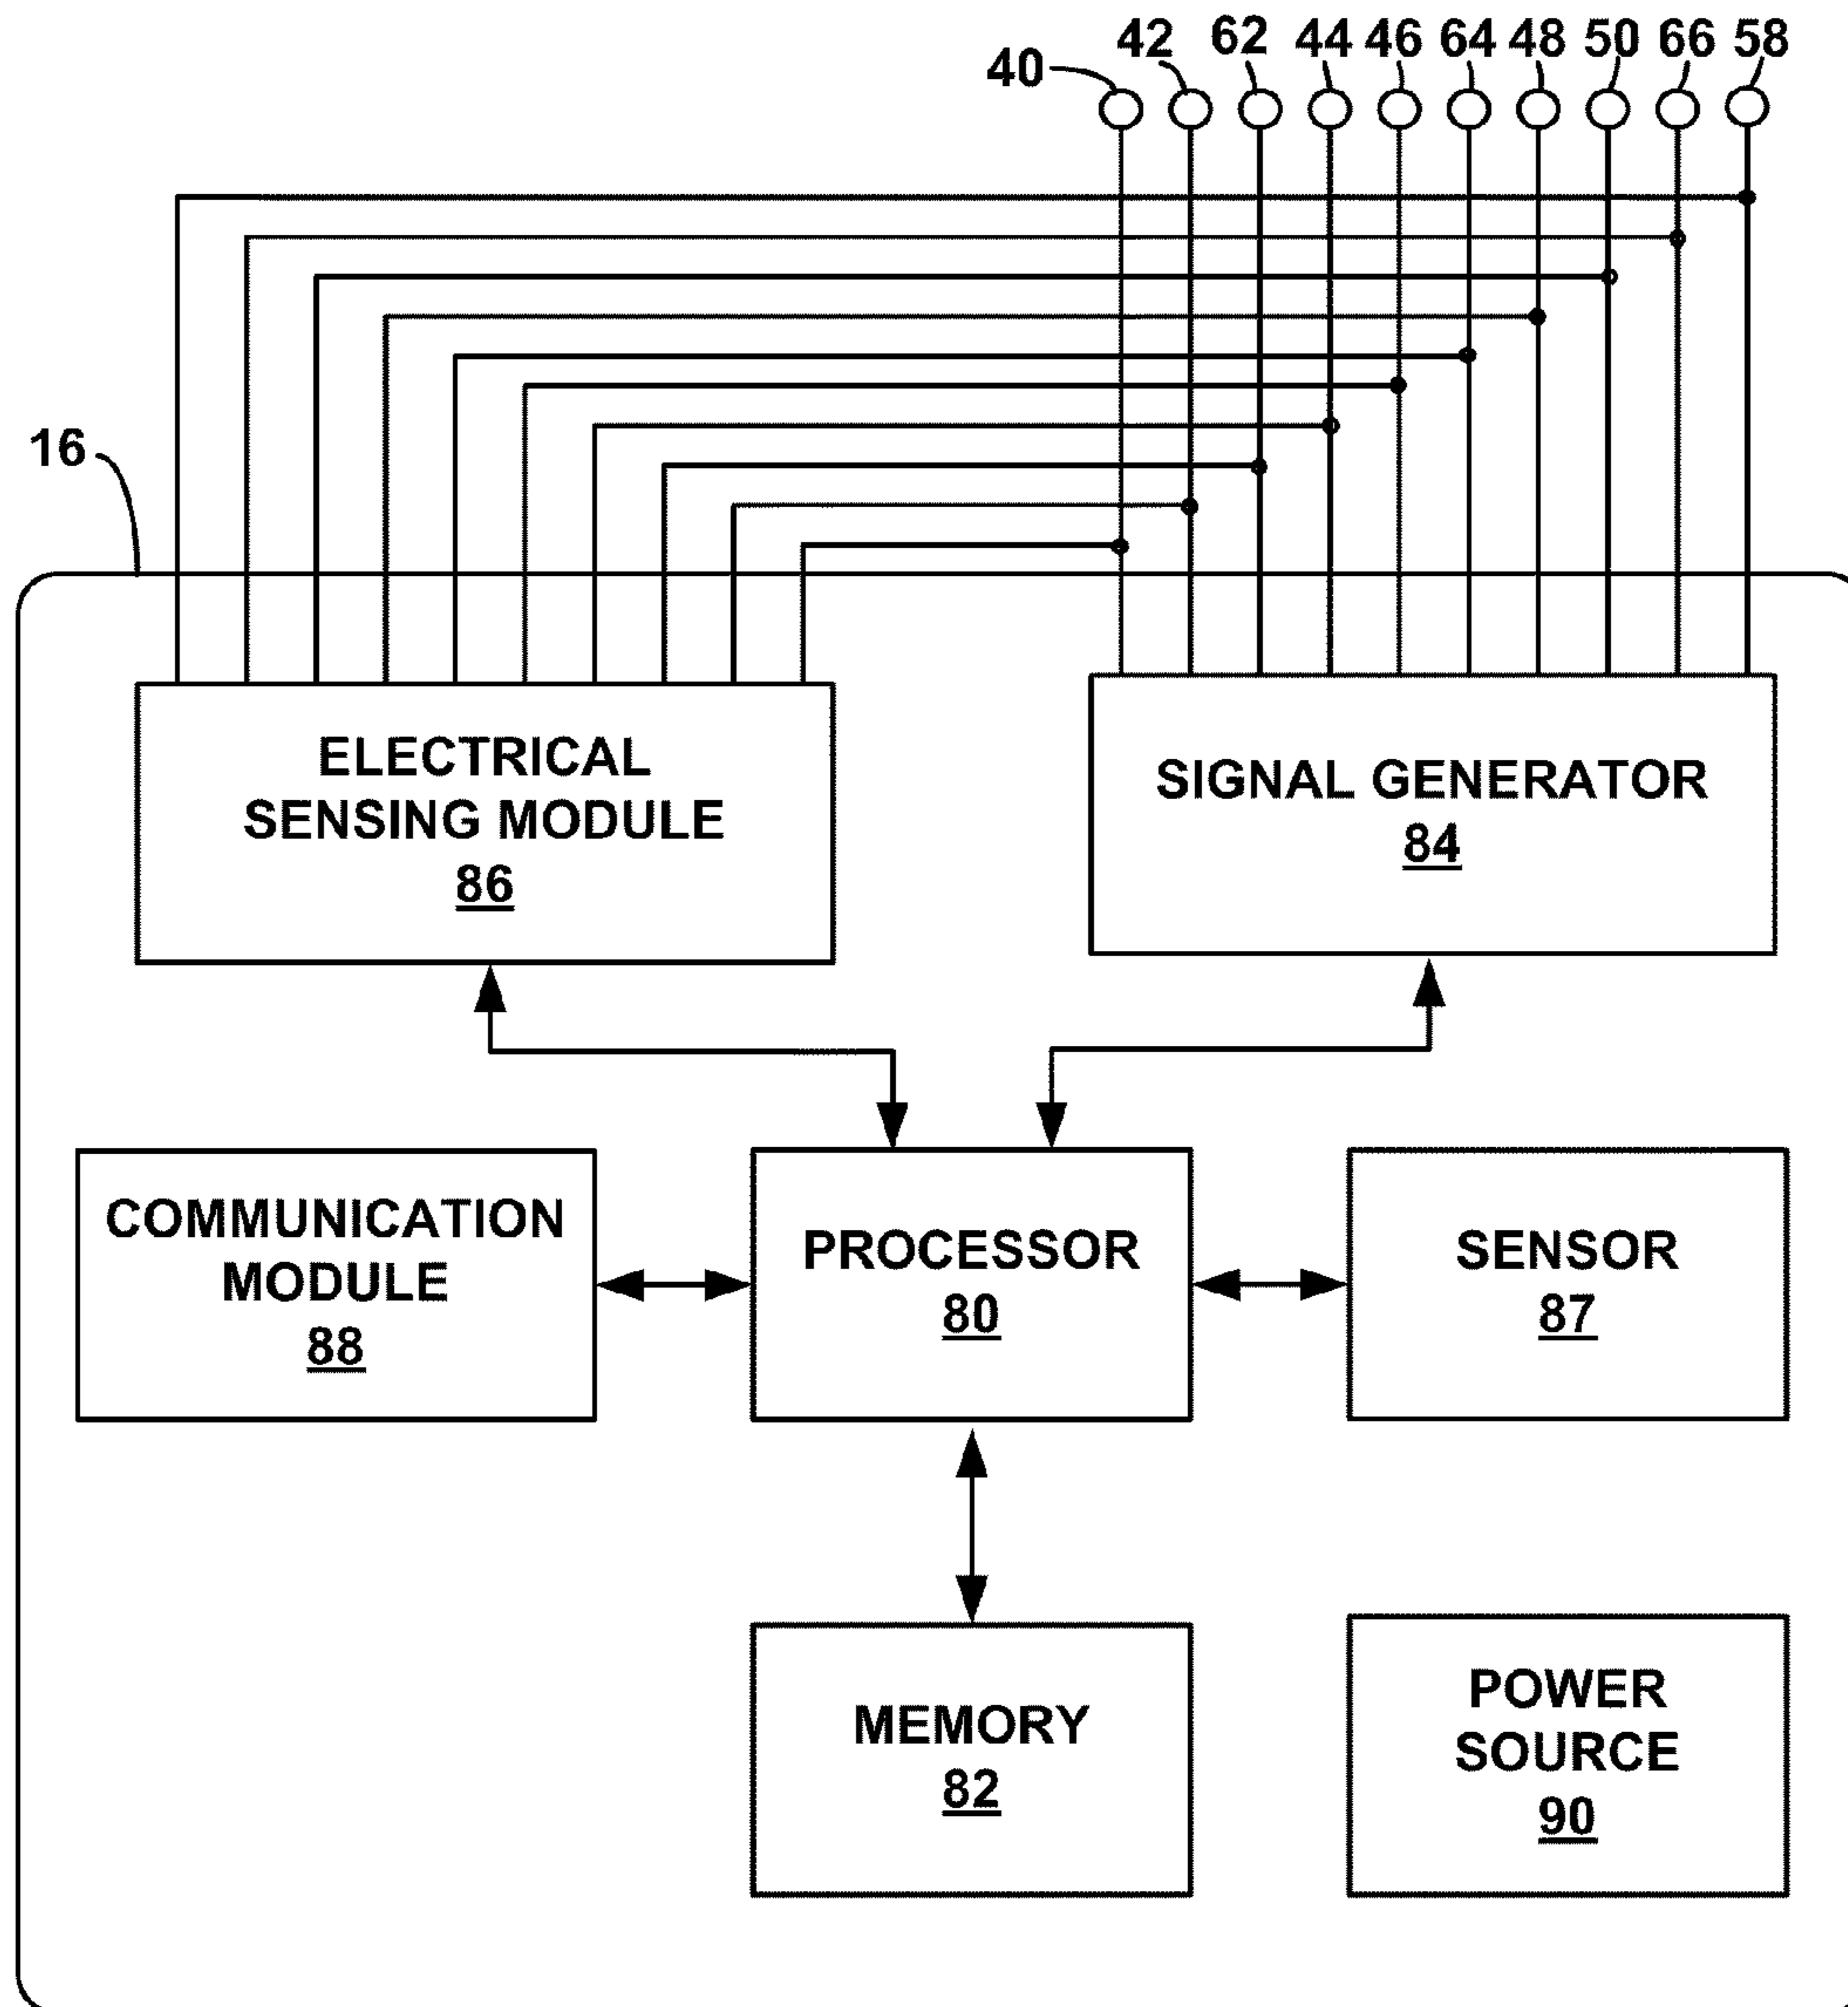 40 42 62 44 46 64 48 50 66 58
16
ELECTRICAL
SENSING MODULE
86
SIGNAL GENERATOR
84
COMMUNICATION
MODULE
88
PROCESSOR
80
SENSOR
87
MEMORY
82
POWER
SOURCE
90